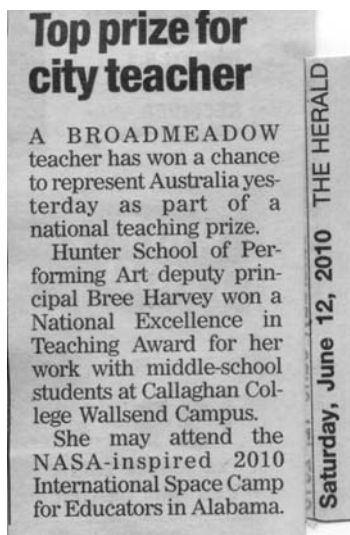 Top prize for
city teacher
A BROADMEADOW
teacher has won a chance
to represent Australia yes-
terday as part of a
national teaching prize.
Hunter School of Per-
forming Art deputy prin-
cipal Bree Harvey won a
National Excellence in
Teaching Award for her
work with middle-school
students at Callaghan Col-
lege Wallsend Campus.
She may attend the
NASA-inspired 2010
International Space Camp
for Educators in Alabama.
Saturday, June 12, 2010 THE HERALD